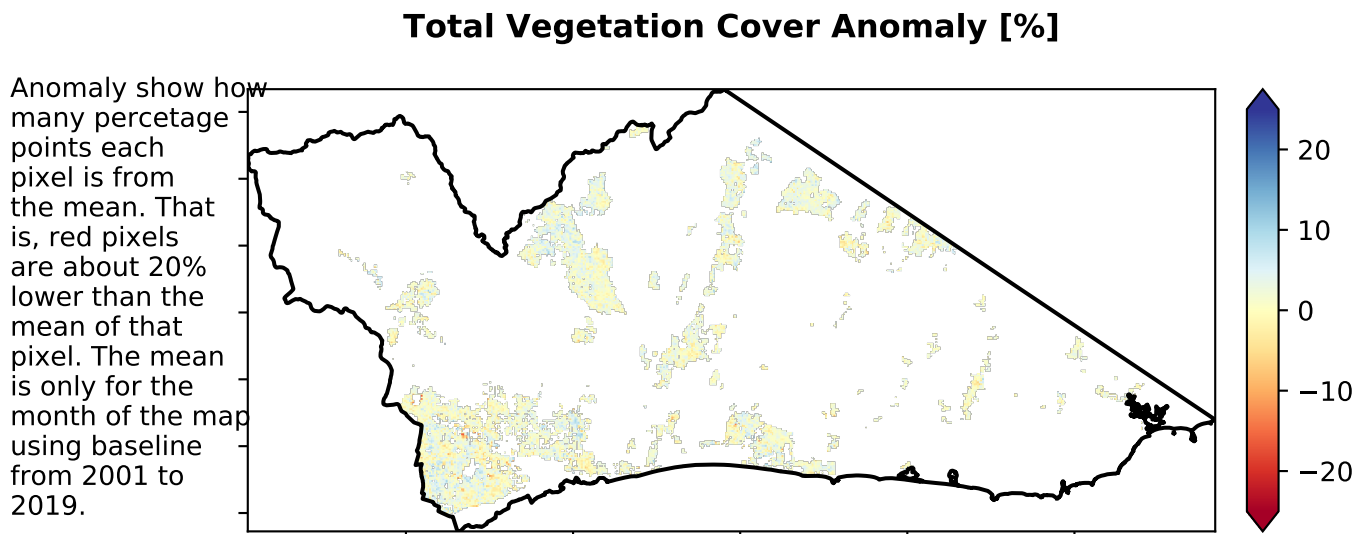 Total Vegetation Cover Anomaly [%]
Anomaly show how
many percetage
points each
pixel is from
the mean. That
is, red pixels
are about 20%
lower than the
mean of that
pixel. The mean
is only for the
month of the map
using baseline
from 2001 to
2019.
20
10
0
−10
−20